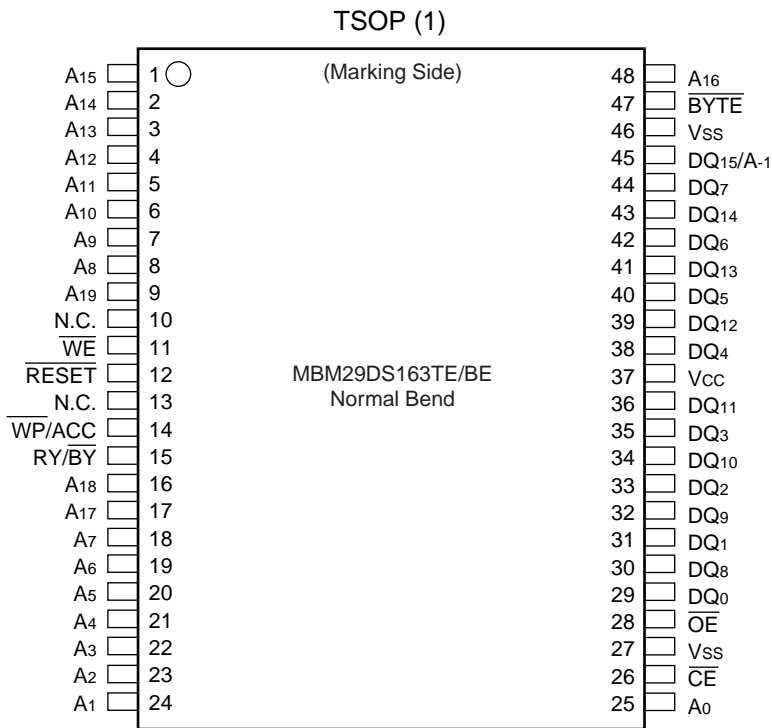 TSOP (1)
(Marking Side)
A15 1 48 A16
A14 2 47 BYTE
A13 3 46 VSS
A12 4 45 DQ15/A-1
A11 5 44 DQ7
A10 6 43 DQ14
A9 7 42 DQ6
A8 8 41 DQ13
A19 9 40 DQ5
N.C. 10 39 DQ12
WE 11 38 DQ4
RESET 12 37 VCC
N.C. 13 36 DQ11
WP/ACC 14 35 DQ3
RY/BY 15 34 DQ10
A18 16 33 DQ2
A17 17 32 DQ9
A7 18 31 DQ1
A6 19 30 DQ8
A5 20 29 DQ0
A4 21 28 OE
A3 22 27 VSS
A2 23 26 CE
A1 24 25 A0
MBM29DS163TE/BE
Normal Bend